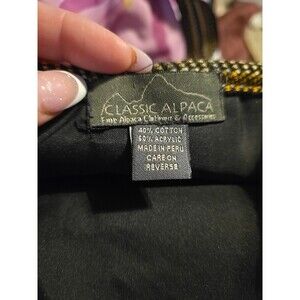 CLASSIC ALPACA
Fine Alpaca Clothing & Accessories
40% COTTON
60% ACRYLIC
MADE IN PERU
CARE ON
REVERSE